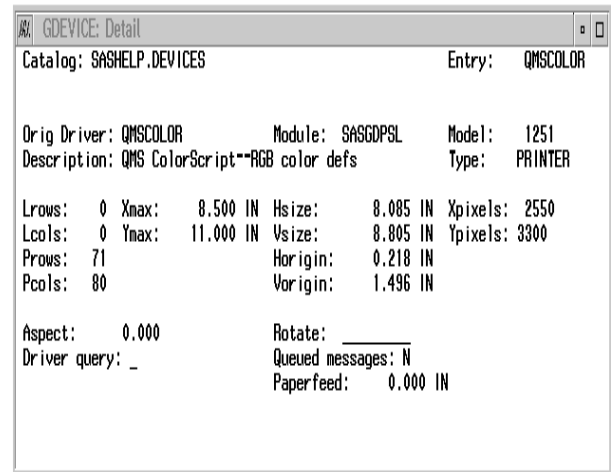 GDEVICE: Detail
Catalog: SASHELP.DEVICES Entry: QMSCOLOR
Orig Driver: QMSCOLOR Module: SASGDPSL Model: 1251
Description: QMS ColorScript--RGB color defs Type: PRINTER
Lrows: 0 Xmax: 8.500 IN Hsize: 8.085 IN Xpixels: 2550
Lcols: 0 Ymax: 11.000 IN Vsize: 8.805 IN Ypixels: 3300
Prows: 71 Horigin: 0.218 IN
Pcols: 80 Vorigin: 1.496 IN
Aspect: 0.000 Rotate: ________
Driver query: _ Queued messages: N
Paperfeed: 0.000 IN